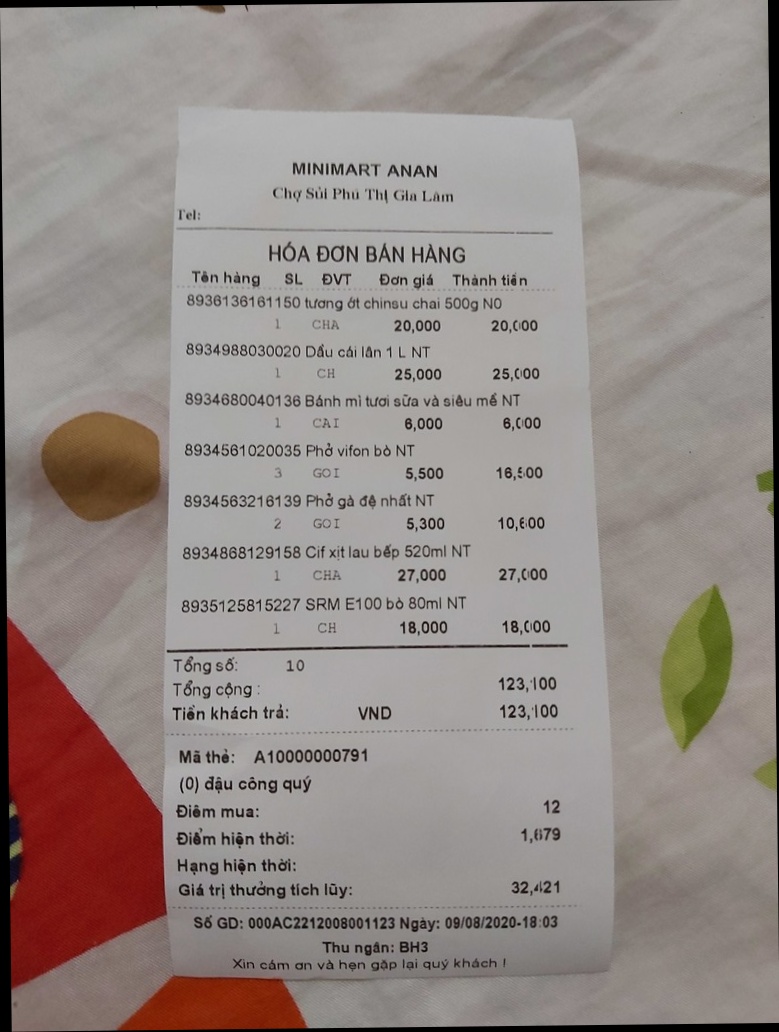 MINIMART ANAN
Chợ Sủi Phú Thị Gia Lâm
Tel:
HÓA ĐƠN BÁN HÀNG
Tên hàng SL ĐVT Đơn giá Thành tiền
8936136161150 tương ớt chinsu chai 500g N0
1 CHA 20,000 20,000
8934988030020 Dầu cái lân 1 L NT
1 CH 25,000 25,000
8934680040136 Bánh mì tươi sữa và siêu mể NT
1 CAI 6,000 6,000
8934561020035 Phở vifon bò NT
3 GOI 5,500 16,500
8934563216139 Phở gà đệ nhất NT
2 GOI 5,300 10,600
8934868129158 Cif xịt lau bếp 520ml NT
1 CHA 27,000 27,000
8935125815227 SRM E100 bò 80ml NT
1 CH 18,000 18,000
Tổng số: 10
Tổng cộng : 123,100
Tiền khách trả: VND 123,100
Mã thẻ: A10000000791
(0) đậu công quý
Điêm mua: 12
Điểm hiện thời: 1,679
Hạng hiện thời:
Giá trị thưởng tích lũy: 32,421
Số GD: 000AC2212008001123 Ngày: 09/08/2020-18:03
Thu ngân: BH3
Xin cảm ơn và hẹn gặp lại quý khách !